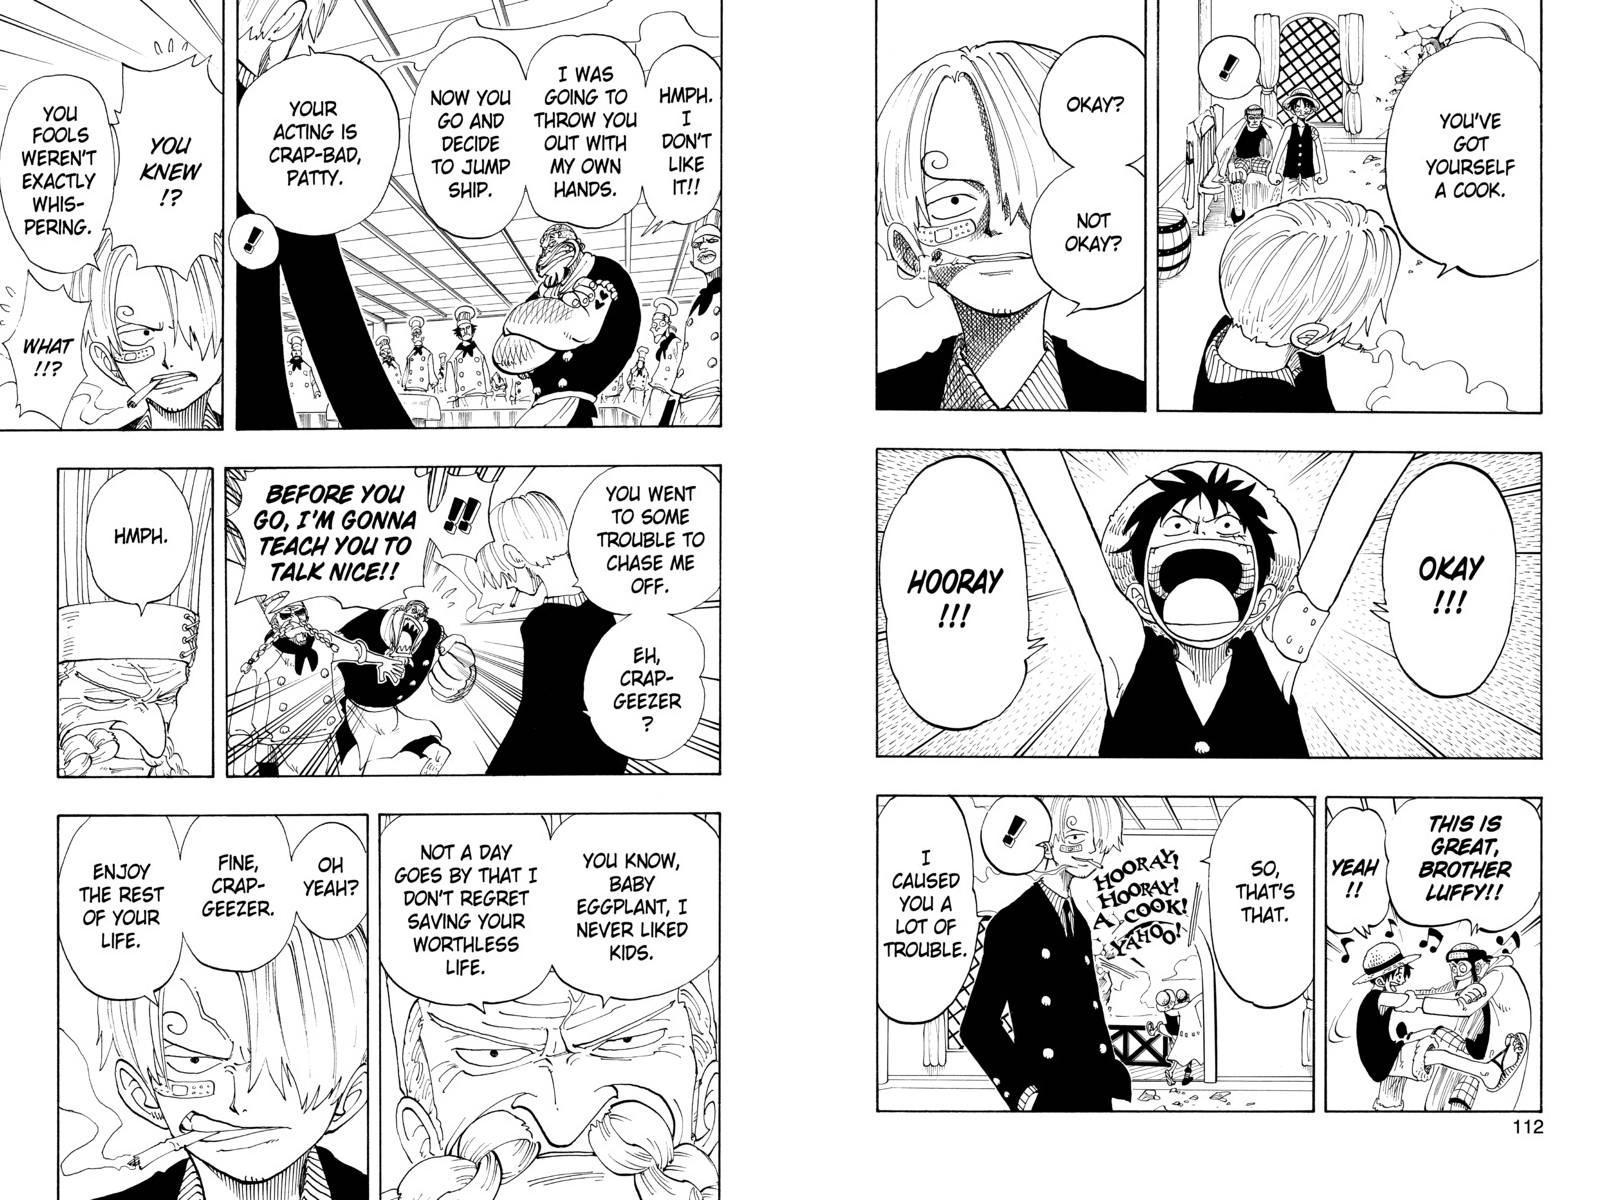 YOU'VE
GOT
YOURSELF
A COOK.
!
OKAY?
NOT
OKAY?
OKAY
!!!
HOORAY
!!!
THIS IS
GREAT,
BROTHER
LUFFY!!
YEAH
!!
SO,
THAT'S
THAT.
HOORAY!
HOORAY!
A COOK!
YAHOO!
!
I
CAUSED
YOU A
LOT OF
TROUBLE.
112
HMPH.
I
DON'T
LIKE
IT!!
I WAS
GOING TO
THROW YOU
OUT WITH
MY OWN
HANDS.
NOW YOU
GO AND
DECIDE
TO JUMP
SHIP.
YOUR
ACTING IS
CRAP-BAD,
PATTY.
!
YOU
KNEW
!?
YOU
FOOLS
WEREN'T
EXACTLY
WHIS-
PERING.
WHAT
!!?
YOU WENT
TO SOME
TROUBLE TO
CHASE ME
OFF.
EH,
CRAP-
GEEZER
?
!!
BEFORE YOU
GO, I'M GONNA
TEACH YOU TO
TALK NICE!!
HMPH.
YOU KNOW,
BABY
EGGPLANT, I
NEVER LIKED
KIDS.
NOT A DAY
GOES BY THAT I
DON'T REGRET
SAVING YOUR
WORTHLESS
LIFE.
OH
YEAH?
FINE,
CRAP-
GEEZER.
ENJOY
THE REST
OF YOUR
LIFE.